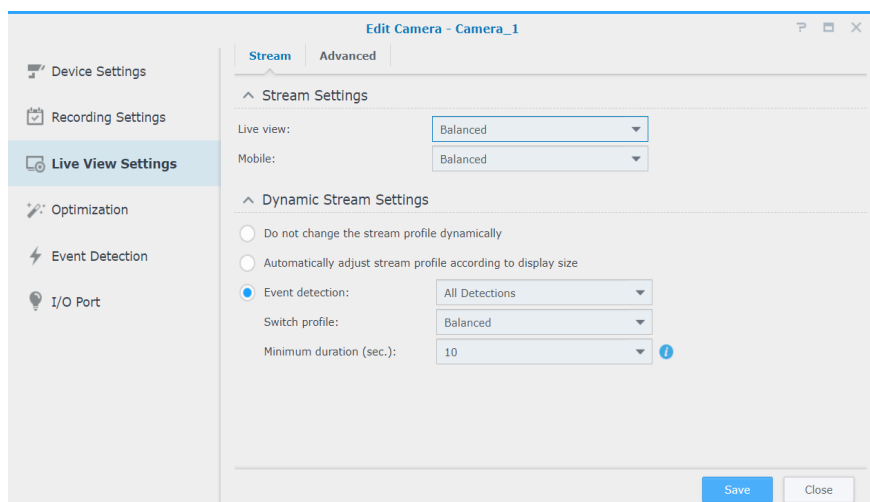 Edit Camera - Camera_1
Device Settings
Recording Settings
Live View Settings
Optimization
Event Detection
I/O Port
Stream Advanced
Stream Settings
Live view: Balanced
Mobile: Balanced
Dynamic Stream Settings
Do not change the stream profile dynamically
Automatically adjust stream profile according to display size
Event detection: All Detections
Switch profile: Balanced
Minimum duration (sec.): 10
Save Close